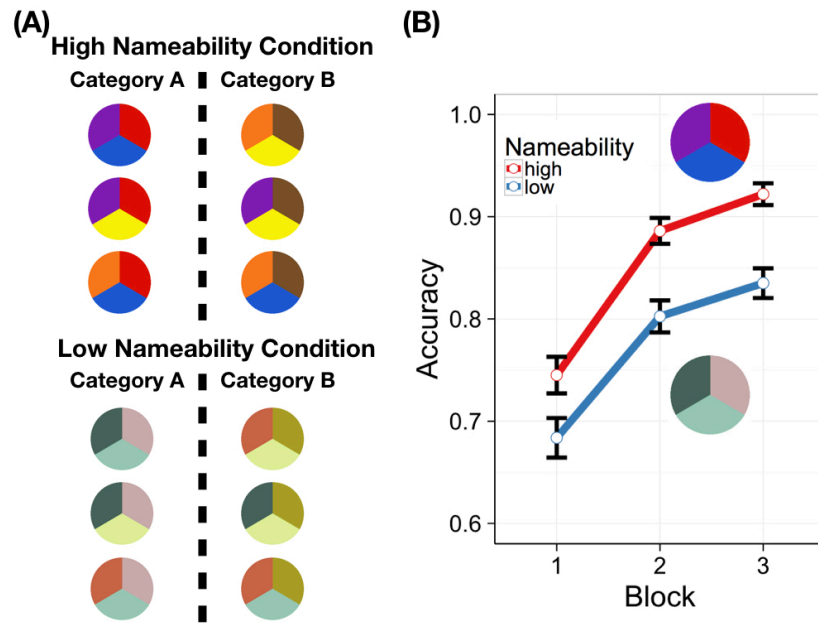 (A)
High Nameability Condition
Category A
Category B
Low Nameability Condition
Category A
Category B
(B)
Accuracy
1.0
0.9
0.8
0.7
0.6
Nameability
high
low
1 2 3
Block